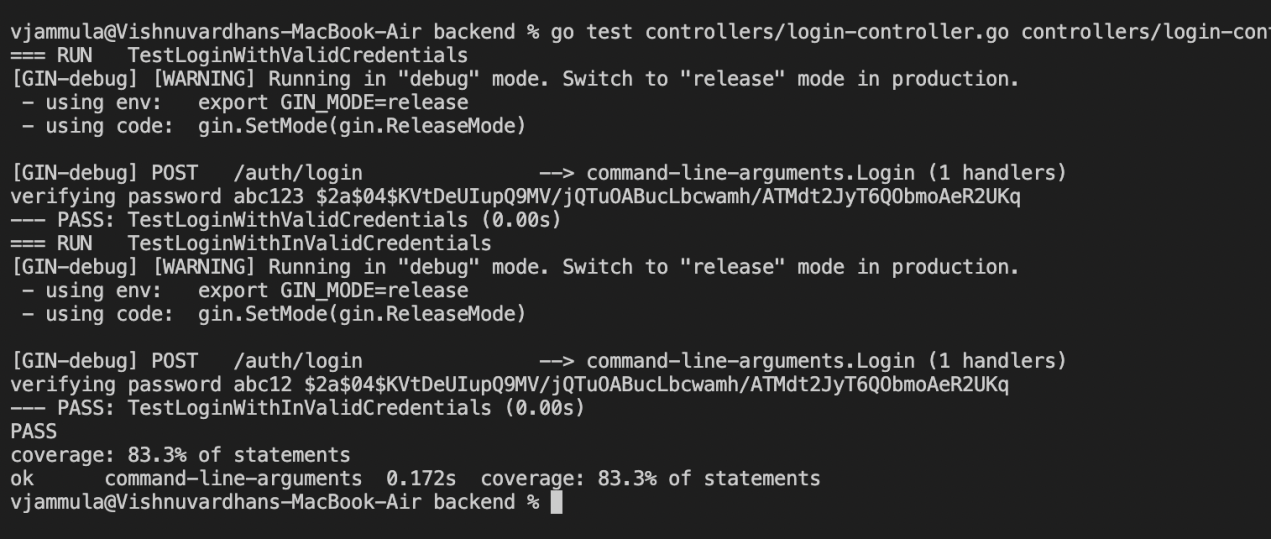 vjammula@Vishnuvardhans-MacBook-Air backend % go test controllers/login-controller.go controllers/login-con
=== RUN   TestLoginWithValidCredentials
[GIN-debug] [WARNING] Running in "debug" mode. Switch to "release" mode in production.
 - using env:   export GIN_MODE=release
 - using code:  gin.SetMode(gin.ReleaseMode)
[GIN-debug] POST   /auth/login               --> command-line-arguments.Login (1 handlers)
verifying password abc123 $2a$04$KVtDeUIupQ9MV/jQTuOABucLbcwamh/ATMdt2JyT6QObmoAeR2UKq
--- PASS: TestLoginWithValidCredentials (0.00s)
=== RUN   TestLoginWithInValidCredentials
[GIN-debug] [WARNING] Running in "debug" mode. Switch to "release" mode in production.
 - using env:   export GIN_MODE=release
 - using code:  gin.SetMode(gin.ReleaseMode)
[GIN-debug] POST   /auth/login               --> command-line-arguments.Login (1 handlers)
verifying password abc12 $2a$04$KVtDeUIupQ9MV/jQTuOABucLbcwamh/ATMdt2JyT6QObmoAeR2UKq
--- PASS: TestLoginWithInValidCredentials (0.00s)
PASS
coverage: 83.3% of statements
ok      command-line-arguments  0.172s  coverage: 83.3% of statements
vjammula@Vishnuvardhans-MacBook-Air backend %